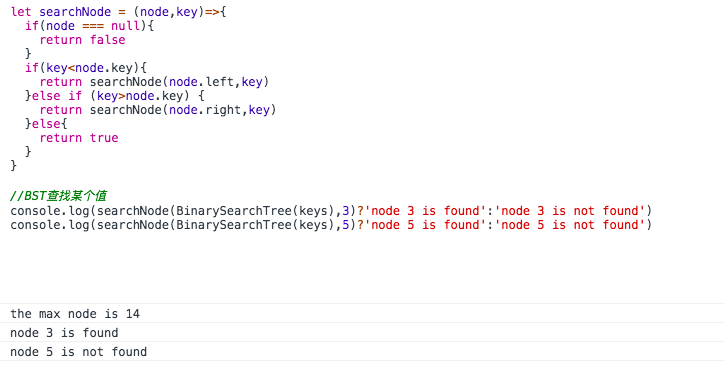 let searchNode = (node,key)=>{
  if(node === null){
    return false
  }
  if(key<node.key){
    return searchNode(node.left,key)
  }else if (key>node.key) {
    return searchNode(node.right,key)
  }else{
    return true
  }
}
//BST查找某个值
console.log(searchNode(BinarySearchTree(keys),3)?'node 3 is found':'node 3 is not found')
console.log(searchNode(BinarySearchTree(keys),5)?'node 5 is found':'node 5 is not found')
the max node is 14
node 3 is found
node 5 is not found